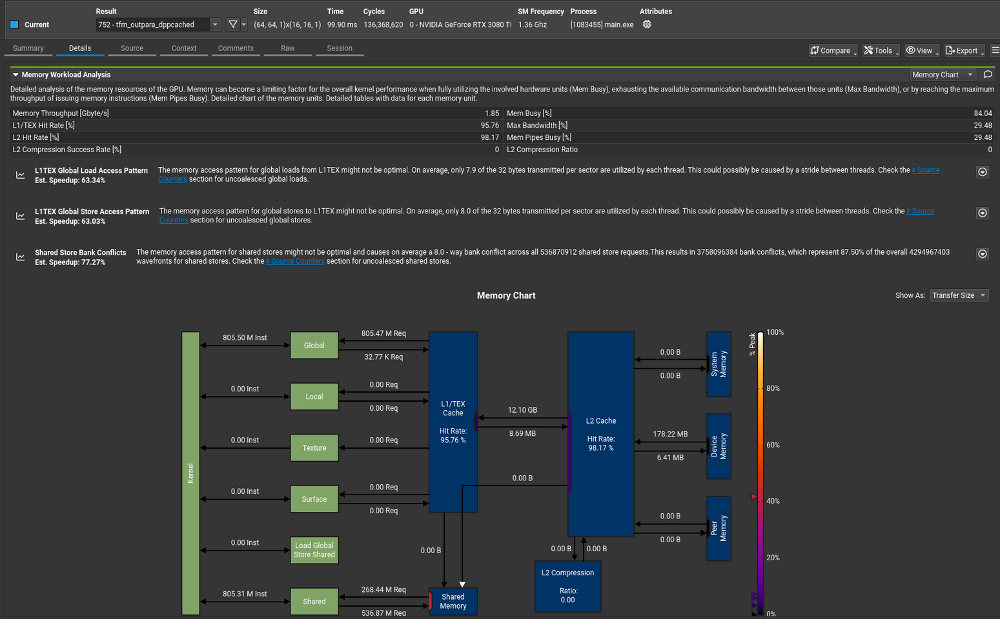 Result Size Time Cycles GPU SM Frequency Process Attributes
Current 752 - tfm_outpara_dppcached (64, 64, 1)x(16, 16, 1) 99.90 ms 136,368,620 0 - NVIDIA GeForce RTX 3080 Ti 1.36 Ghz [1083455] main.exe
Summary Details Source Context Comments Raw Session Compare Tools View Export
Memory Workload Analysis Memory Chart
Detailed analysis of the memory resources of the GPU. Memory can become a limiting factor for the overall kernel performance when fully utilizing the involved hardware units (Mem Busy), exhausting the available communication bandwidth between those units (Max Bandwidth), or by reaching the maximum
throughput of issuing memory instructions (Mem Pipes Busy). Detailed chart of the memory units. Detailed tables with data for each memory unit.
Memory Throughput [Gbyte/s] 1.85 Mem Busy [%] 84.04
L1/TEX Hit Rate [%] 95.76 Max Bandwidth [%] 29.48
L2 Hit Rate [%] 98.17 Mem Pipes Busy [%] 29.48
L2 Compression Success Rate [%] 0 L2 Compression Ratio 0
L1TEX Global Load Access Pattern
Est. Speedup: 63.34%
The memory access pattern for global loads from L1TEX might not be optimal. On average, only 7.9 of the 32 bytes transmitted per sector are utilized by each thread. This could possibly be caused by a stride between threads. Check the Source
Counters section for uncoalesced global loads.
L1TEX Global Store Access Pattern
Est. Speedup: 63.03%
The memory access pattern for global stores to L1TEX might not be optimal. On average, only 8.0 of the 32 bytes transmitted per sector are utilized by each thread. This could possibly be caused by a stride between threads. Check the Source
Counters section for uncoalesced global stores.
Shared Store Bank Conflicts
Est. Speedup: 77.27%
The memory access pattern for shared stores might not be optimal and causes on average a 8.0 - way bank conflict across all 536870912 shared store requests.This results in 3758096384 bank conflicts, which represent 87.50% of the overall 4294967403
wavefronts for shared stores. Check the Source Counters section for uncoalesced shared stores.
Memory Chart
Show As: Transfer Size
Kernel
805.50 M Inst
Global
805.47 M Req
32.77 K Req
0.00 Inst
Local
0.00 Req
0.00 Req
0.00 Inst
Texture
0.00 Req
0.00 Inst
Surface
0.00 Req
0.00 Req
0.00 Inst
Load Global
Store Shared
805.31 M Inst
Shared
268.44 M Req
536.87 M Req
L1/TEX
Cache
Hit Rate:
95.76 %
0.00 B
Shared
Memory
12.10 GB
8.69 MB
0.00 B
L2 Cache
Hit Rate:
98.17 %
0.00 B
0.00 B
L2 Compression
Ratio:
0.00
0.00 B
0.00 B
System
Memory
178.22 MB
6.41 MB
Device
Memory
0.00 B
0.00 B
Peer
Memory
% Peak
100%
80%
60%
40%
20%
0%